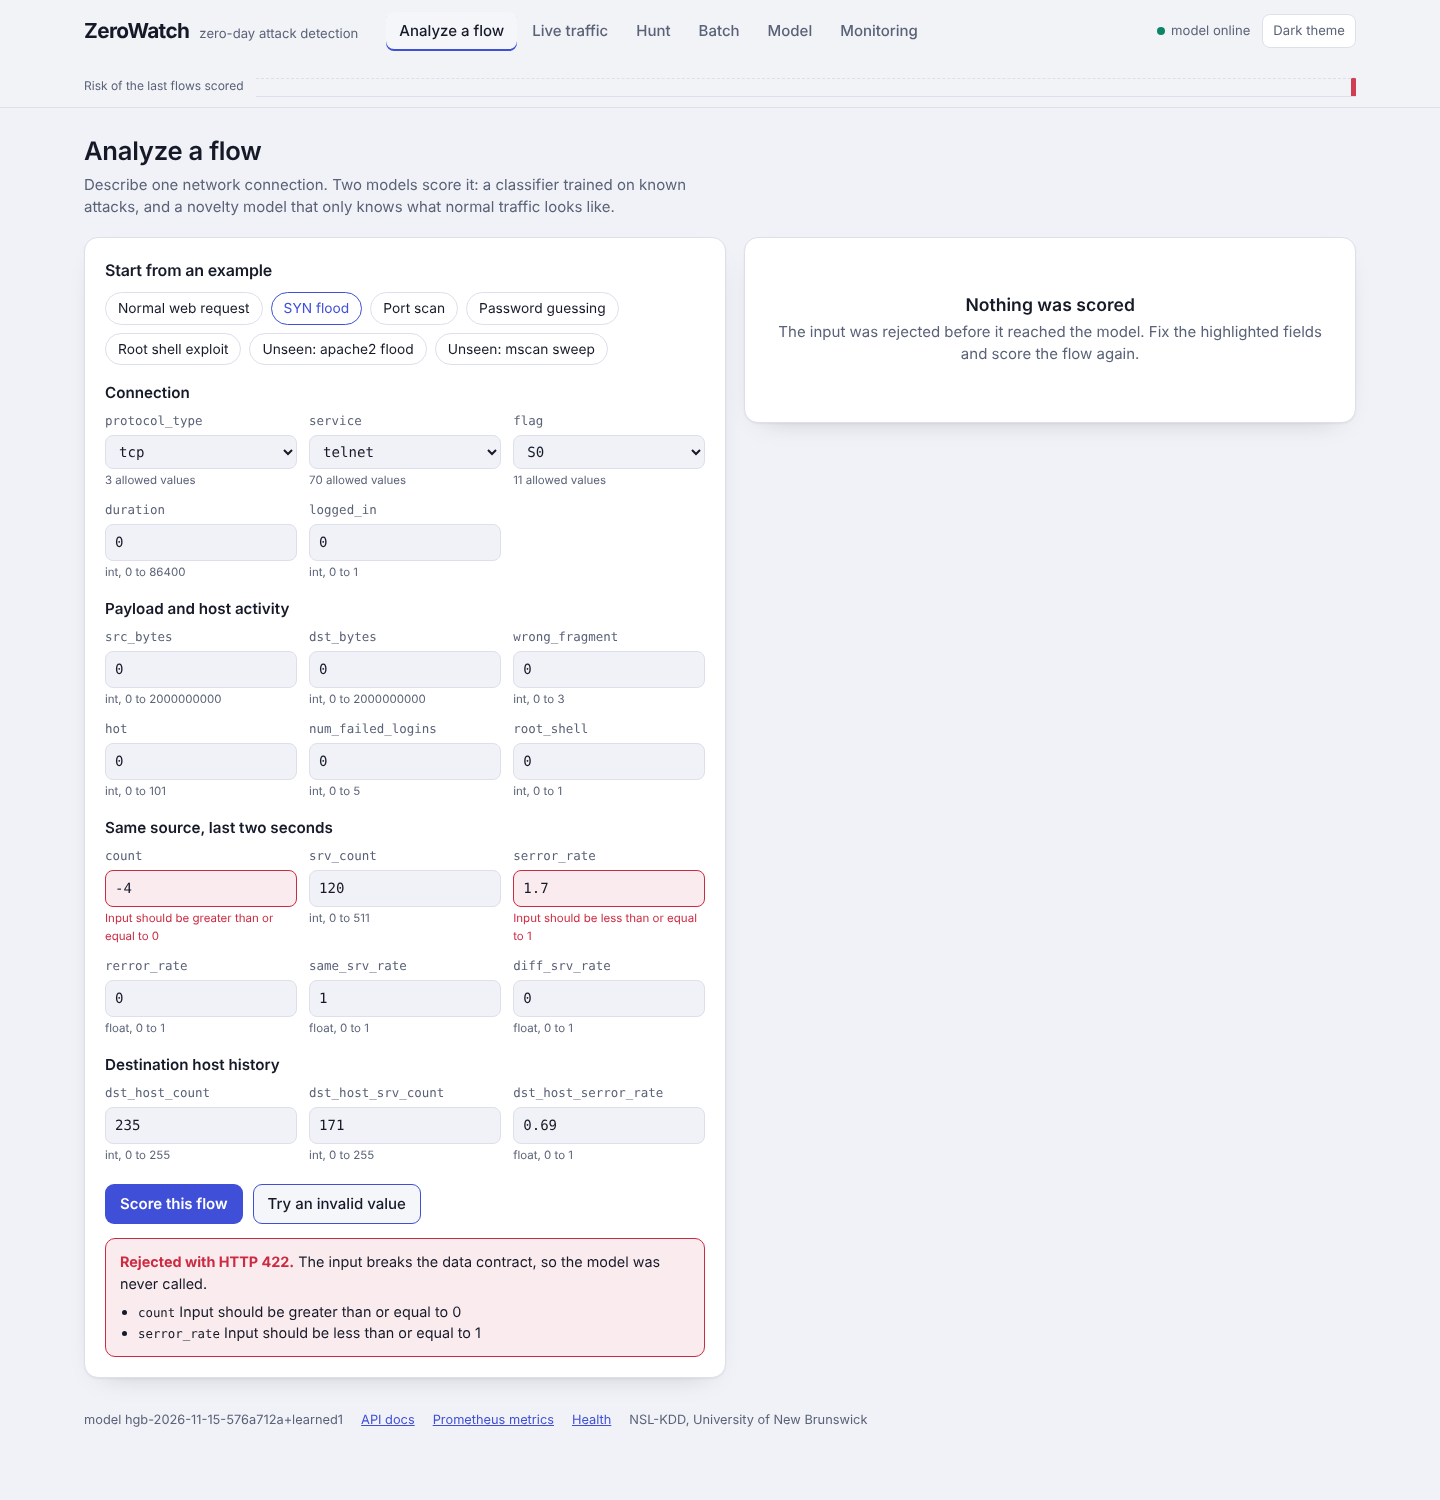 ZeroWatch zero-day attack detection Analyze a flow Live traffic Hunt Batch Model Monitoring model online Dark theme
Risk of the last flows scored
Analyze a flow
Describe one network connection. Two models score it: a classifier trained on known
attacks, and a novelty model that only knows what normal traffic looks like.
Start from an example
Normal web request SYN flood Port scan Password guessing
Root shell exploit Unseen: apache2 flood Unseen: mscan sweep
Connection
protocol_type service flag
tcp telnet S0
3 allowed values 70 allowed values 11 allowed values
duration logged_in
0 0
int, 0 to 86400 int, 0 to 1
Payload and host activity
src_bytes dst_bytes wrong_fragment
0 0 0
int, 0 to 2000000000 int, 0 to 2000000000 int, 0 to 3
hot num_failed_logins root_shell
0 0 0
int, 0 to 101 int, 0 to 5 int, 0 to 1
Same source, last two seconds
count srv_count serror_rate
-4 120 1.7
Input should be greater than or int, 0 to 511 Input should be less than or equal
equal to 0 to 1
rerror_rate same_srv_rate diff_srv_rate
0 1 0
float, 0 to 1 float, 0 to 1 float, 0 to 1
Destination host history
dst_host_count dst_host_srv_count dst_host_serror_rate
235 171 0.69
int, 0 to 255 int, 0 to 255 float, 0 to 1
Score this flow Try an invalid value
Rejected with HTTP 422. The input breaks the data contract, so the model was
never called.
count Input should be greater than or equal to 0
serror_rate Input should be less than or equal to 1
Nothing was scored
The input was rejected before it reached the model. Fix the highlighted fields
and score the flow again.
model hgb-2026-11-15-576a712a+learned1 API docs Prometheus metrics Health NSL-KDD, University of New Brunswick